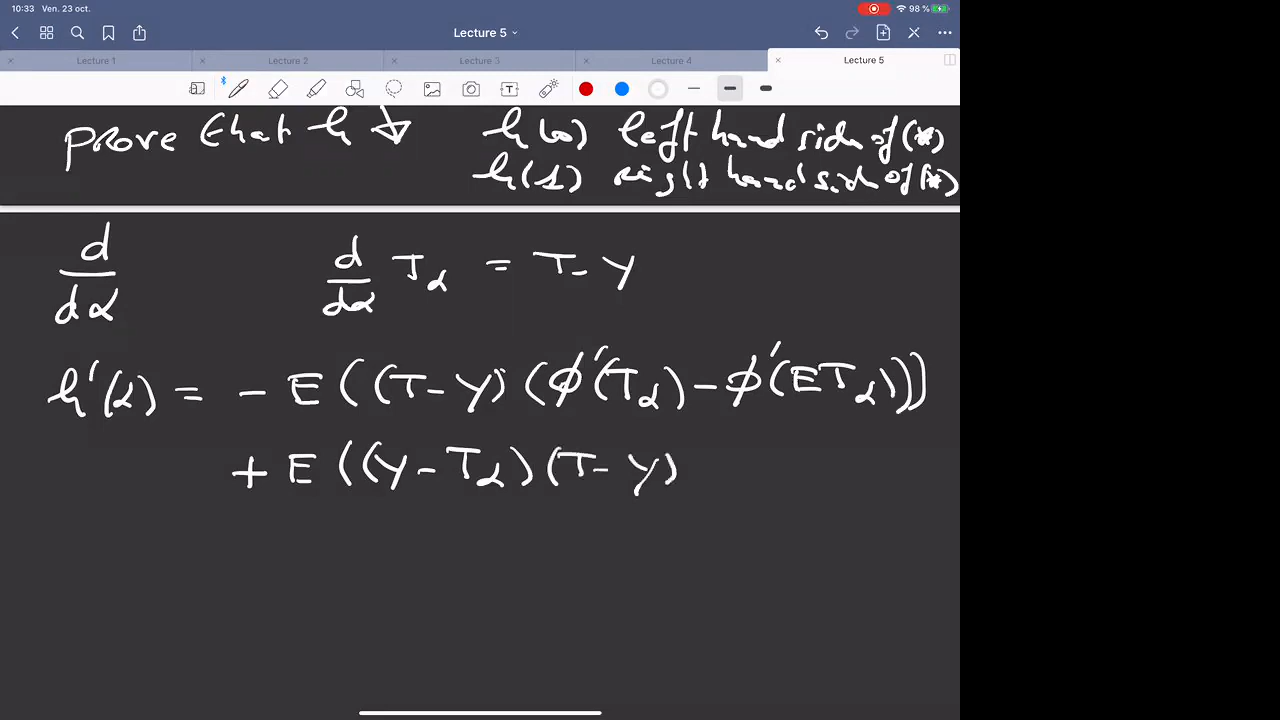 10:33 Ven. 23 oct. 98 %
Lecture 5
Lecture 1 Lecture 2 Lecture 3 Lecture 4 Lecture 5
prove that h ↓ h(0) left hand side of (*)
h(1) right hand side of (*)
d/dα d/dα T_α = T - Y
h'(α) = - E((T-Y)(ϕ'(T_α) - ϕ'(ET_α)))
+ E((Y - T_α)(T - Y)